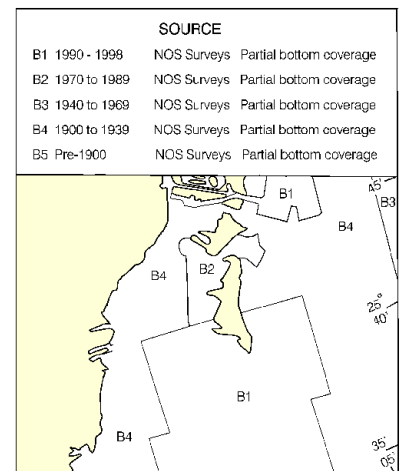 SOURCE
B1 1990 - 1998 NOS Surveys Partial bottom coverage
B2 1970 to 1989 NOS Surveys Partial bottom coverage
B3 1940 to 1969 NOS Surveys Partial bottom coverage
B4 1900 to 1939 NOS Surveys Partial bottom coverage
B5 Pre-1900 NOS Surveys Partial bottom coverage
45'
B1
B3
B4
B4
B2
25°
40'
B1
B4
35'
05'